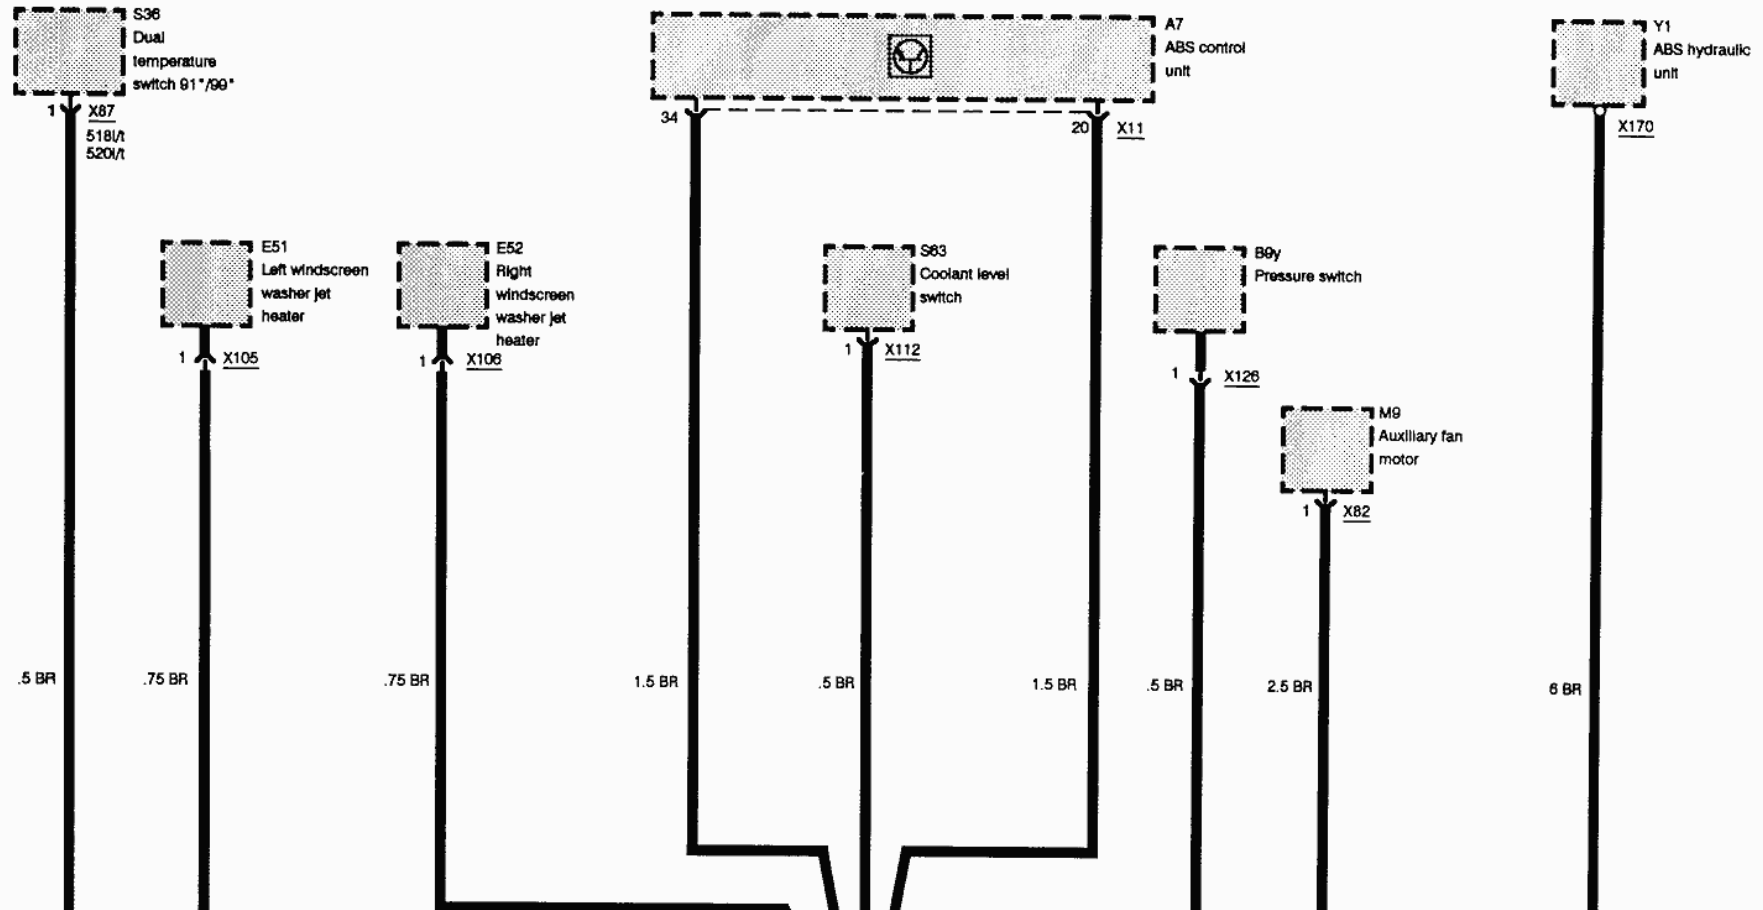 S36
Dual
temperature
switch 91°/99°
1
X87
518i/t
520i/t
A7
ABS control
unit
34
20
X11
Y1
ABS hydraulic
unit
X170
E51
Left windscreen
washer jet
heater
1
X105
E52
Right
windscreen
washer jet
heater
1
X106
S63
Coolant level
switch
1
X112
B9y
Pressure switch
1
X126
M9
Auxiliary fan
motor
1
X82
.5 BR
.75 BR
.75 BR
1.5 BR
.5 BR
1.5 BR
.5 BR
2.5 BR
6 BR